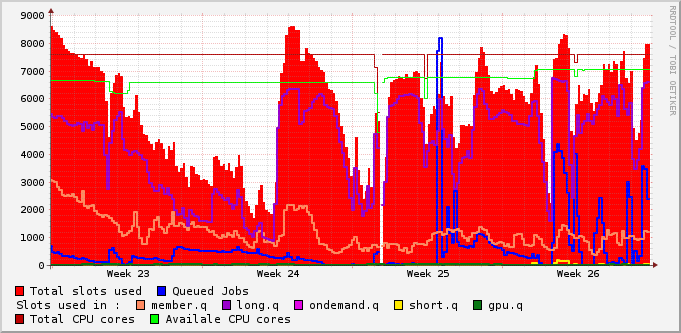 9000
8000
7000
6000
5000
4000
3000
2000
1000
0
Week 23 Week 24 Week 25 Week 26
Total slots used Queued Jobs
Slots used in : member.q long.q ondemand.q short.q gpu.q
Total CPU cores Availale CPU cores
RRDTOOL / TOBI OETIKER